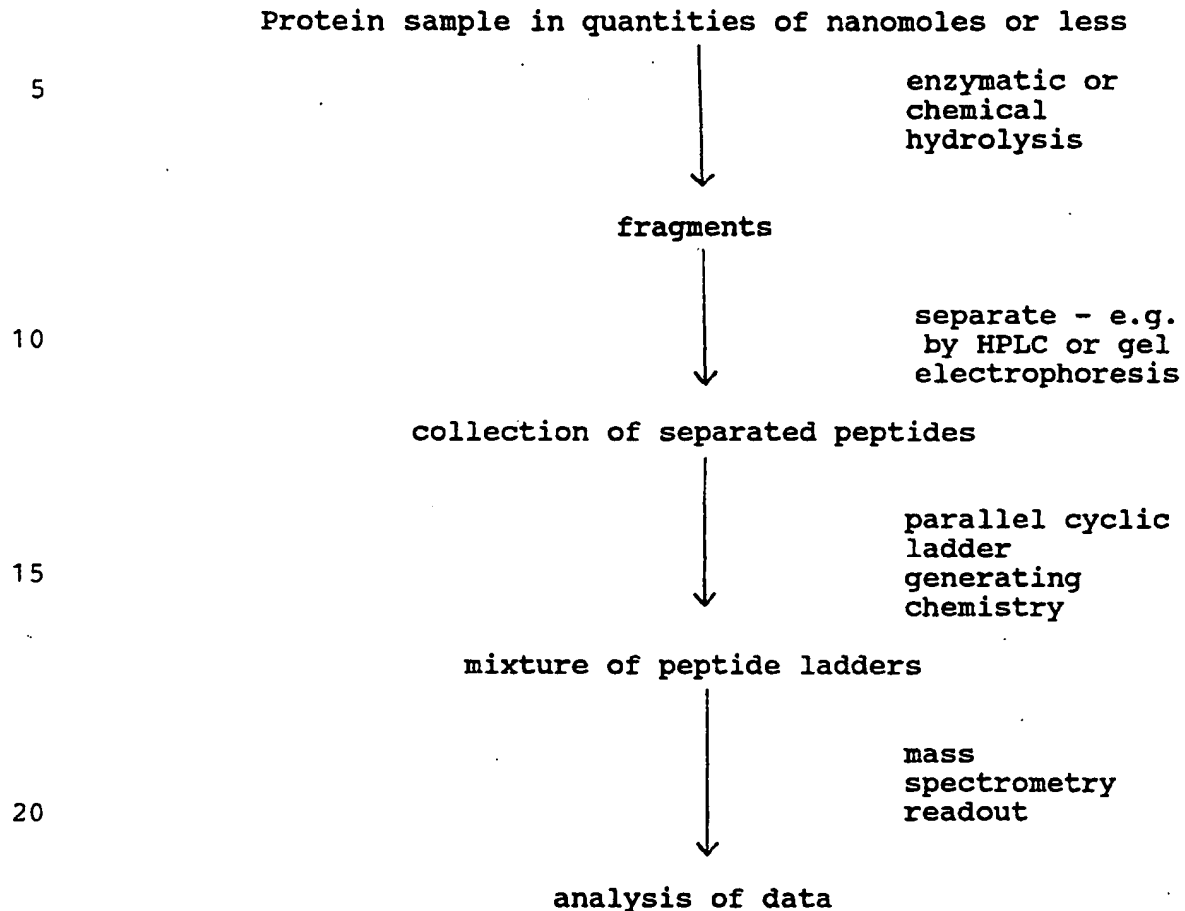 Protein sample in quantities of nanomoles or less
5
enzymatic or
chemical
hydrolysis
fragments
10
separate - e.g.
by HPLC or gel
electrophoresis
collection of separated peptides
15
parallel cyclic
ladder
generating
chemistry
mixture of peptide ladders
20
mass
spectrometry
readout
analysis of data